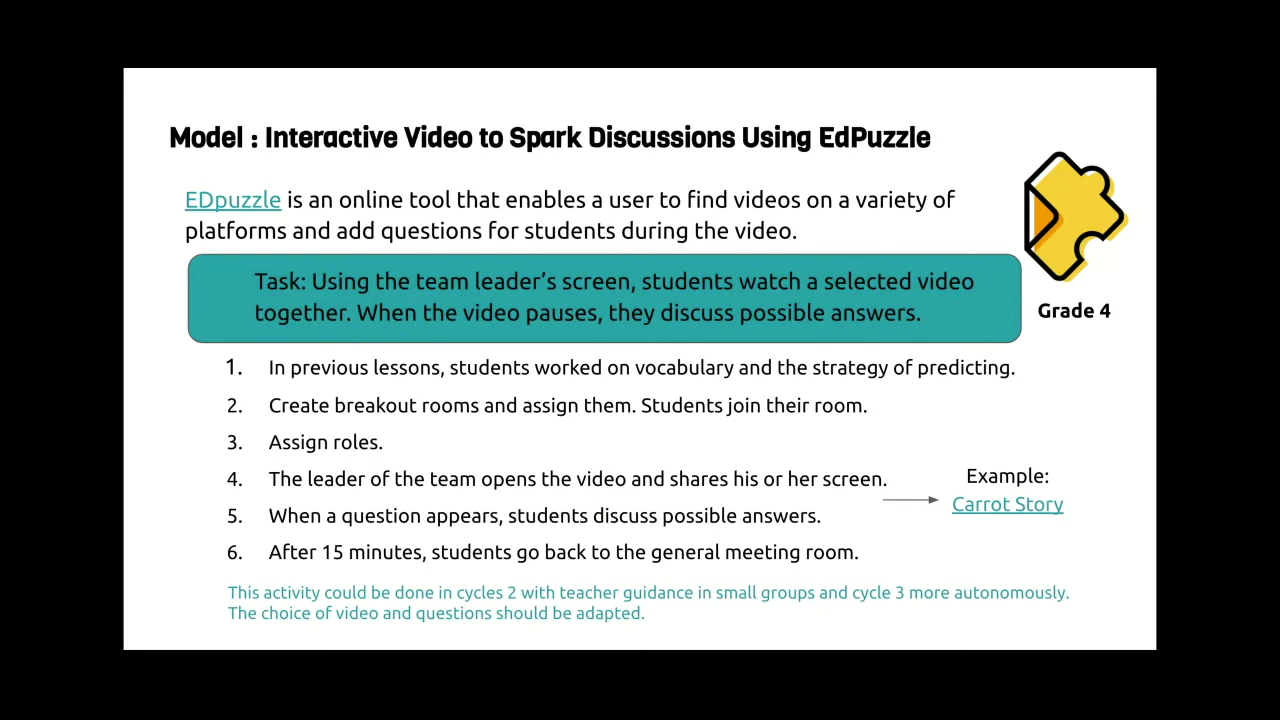 Model : Interactive Video to Spark Discussions Using EdPuzzle
EDpuzzle is an online tool that enables a user to find videos on a variety of
platforms and add questions for students during the video.
Task: Using the team leader's screen, students watch a selected video
together. When the video pauses, they discuss possible answers.
Grade 4
1. In previous lessons, students worked on vocabulary and the strategy of predicting.
2. Create breakout rooms and assign them. Students join their room.
3. Assign roles.
4. The leader of the team opens the video and shares his or her screen.
Example:
Carrot Story
5. When a question appears, students discuss possible answers.
6. After 15 minutes, students go back to the general meeting room.
This activity could be done in cycles 2 with teacher guidance in small groups and cycle 3 more autonomously.
The choice of video and questions should be adapted.